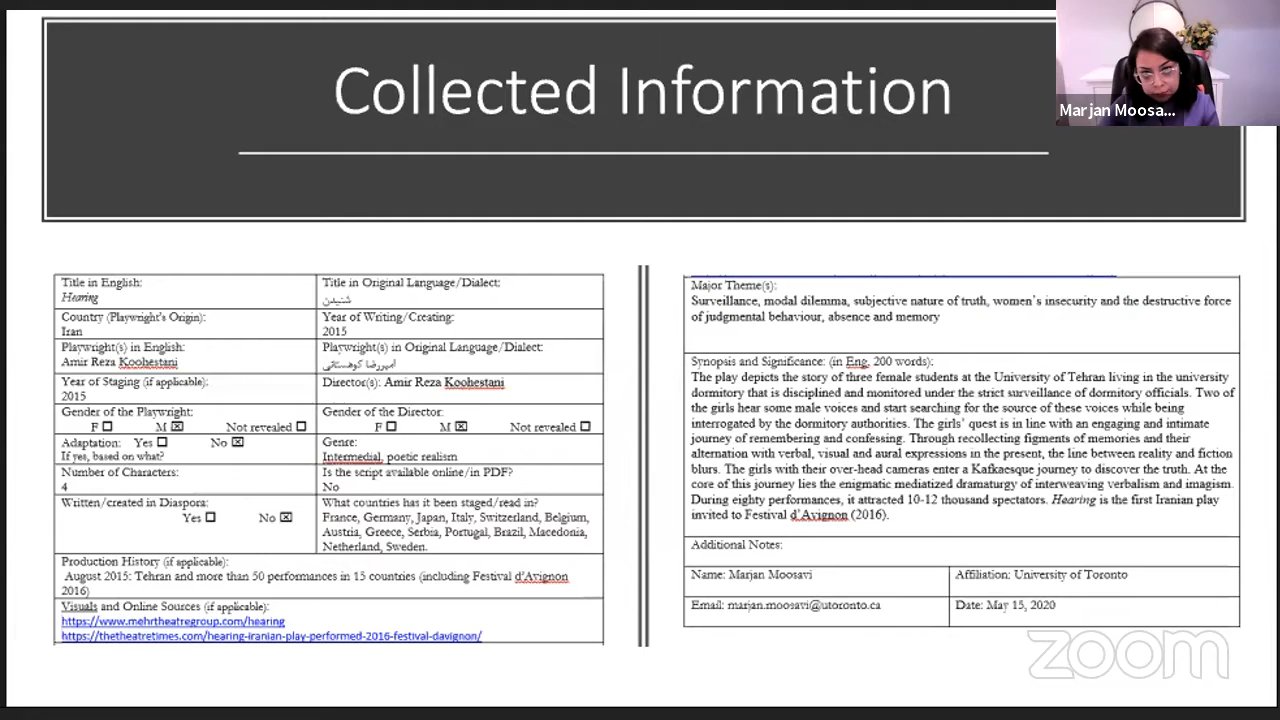 Collected Information
Marjan Moosa...
Title in English:
Hearing
Title in Original Language/Dialect:
شنیدن
Country (Playwright's Origin):
Iran
Year of Writing/Creating:
2015
Playwright(s) in English:
Amir Reza Koohestani
Playwright(s) in Original Language/Dialect:
امیررضا کوهستانی
Year of Staging (if applicable):
2015
Director(s): Amir Reza Koohestani
Gender of the Playwright:
F ☐ M ☒ Not revealed ☐
Gender of the Director:
F ☐ M ☒ Not revealed ☐
Adaptation: Yes ☐ No ☒
If yes, based on what?
Genre:
Intermedial, poetic realism
Number of Characters:
4
Is the script available online/in PDF?
No
Written/created in Diaspora:
Yes ☐ No ☒
What countries has it been staged/read in?
France, Germany, Japan, Italy, Switzerland, Belgium,
Austria, Greece, Serbia, Portugal, Brazil, Macedonia,
Netherland, Sweden.
Production History (if applicable):
August 2015: Tehran and more than 50 performances in 15 countries (including Festival d'Avignon
2016)
Visuals and Online Sources (if applicable):
https://www.mehrtheatregroup.com/hearing
https://thetheatretimes.com/hearing-iranian-play-performed-2016-festival-davignon/
Major Theme(s):
Surveillance, modal dilemma, subjective nature of truth, women's insecurity and the destructive force
of judgmental behaviour, absence and memory
Synopsis and Significance: (in Eng, 200 words):
The play depicts the story of three female students at the University of Tehran living in the university
dormitory that is disciplined and monitored under the strict surveillance of dormitory officials. Two of
the girls hear some male voices and start searching for the source of these voices while being
interrogated by the dormitory authorities. The girls' quest is in line with an engaging and intimate
journey of remembering and confessing. Through recollecting figments of memories and their
alternation with verbal, visual and aural expressions in the present, the line between reality and fiction
blurs. The girls with their over-head cameras enter a Kafkaesque journey to discover the truth. At the
core of this journey lies the enigmatic mediatized dramaturgy of interweaving verbalism and imagism.
During eighty performances, it attracted 10-12 thousand spectators. Hearing is the first Iranian play
invited to Festival d'Avignon (2016).
Additional Notes:
Name: Marjan Moosavi
Affiliation: University of Toronto
Email: marjan.moosavi@utoronto.ca
Date: May 15, 2020
zoom